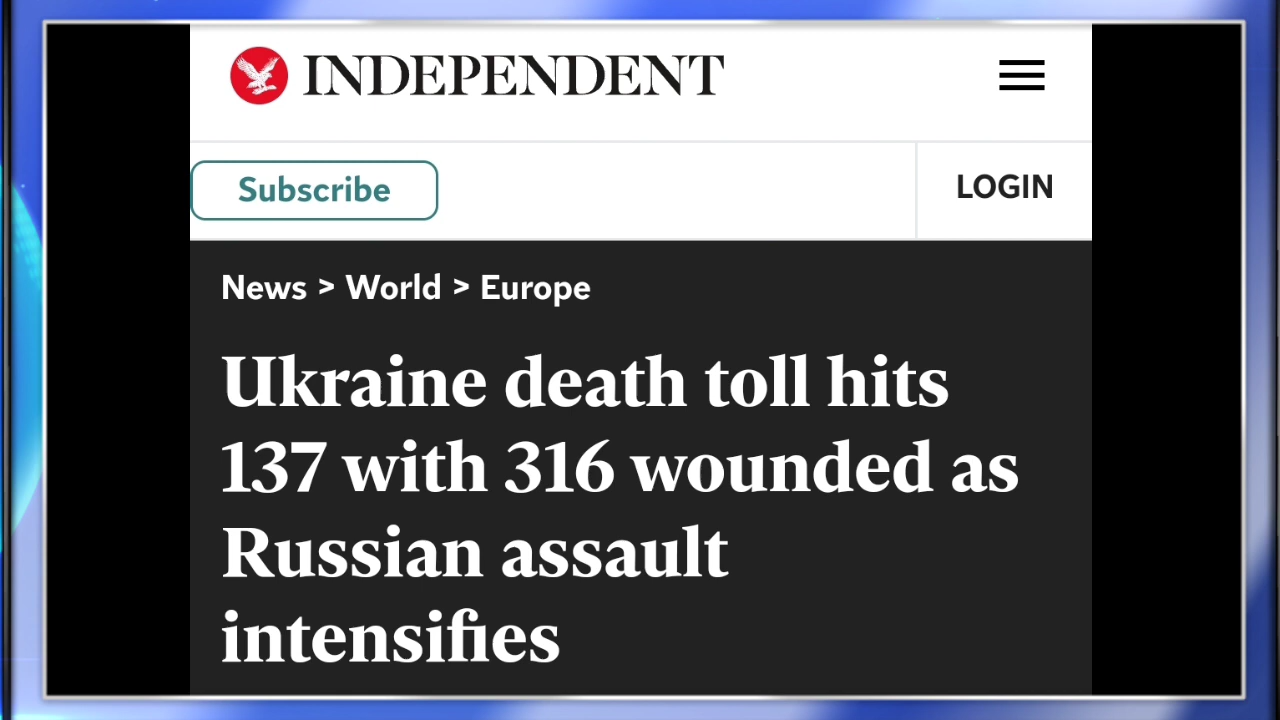 INDEPENDENT
Subscribe
LOGIN
News > World > Europe
Ukraine death toll hits
137 with 316 wounded as
Russian assault
intensifies